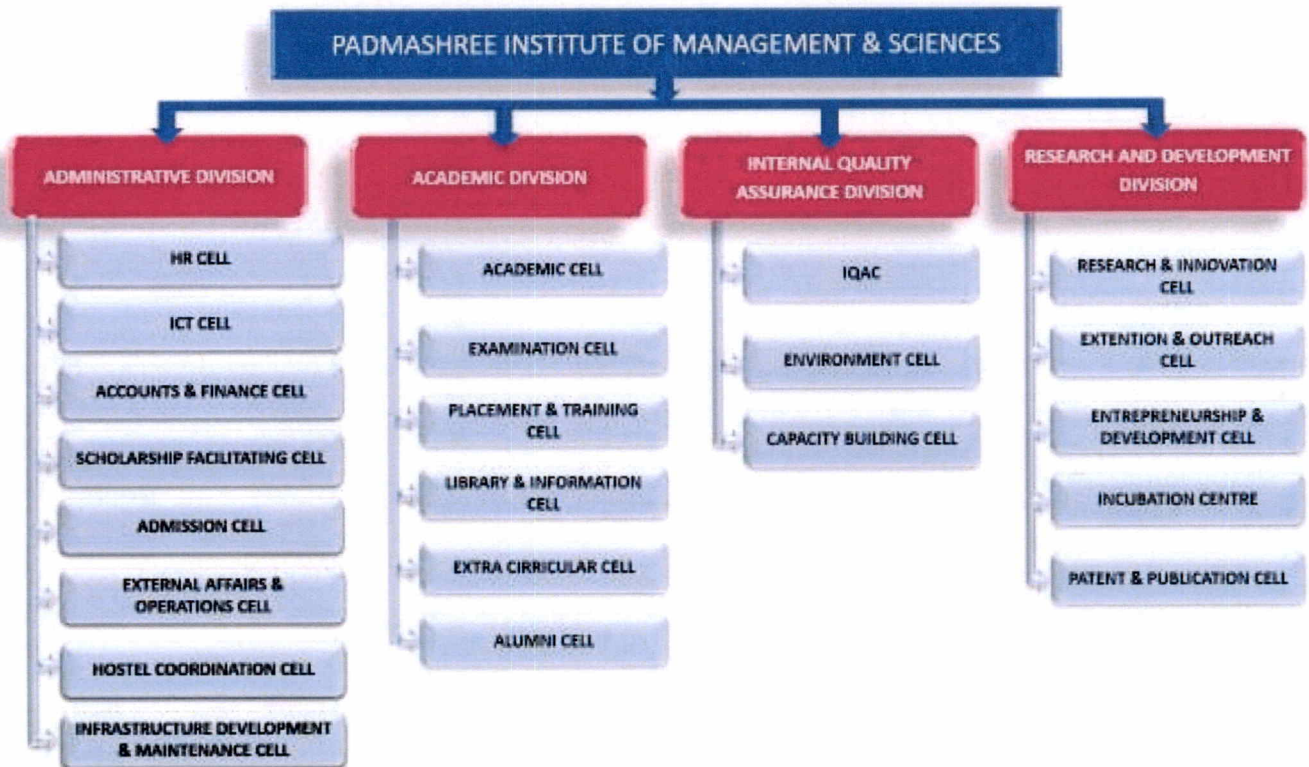 PADMASHREE INSTITUTE OF MANAGEMENT & SCIENCES
ADMINISTRATIVE DIVISION
HR CELL
ICT CELL
ACCOUNTS & FINANCE CELL
SCHOLARSHIP FACILITATING CELL
ADMISSION CELL
EXTERNAL AFFAIRS &
OPERATIONS CELL
HOSTEL COORDINATION CELL
INFRASTRUCTURE DEVELOPMENT
& MAINTENANCE CELL
ACADEMIC DIVISION
ACADEMIC CELL
EXAMINATION CELL
PLACEMENT & TRAINING
CELL
LIBRARY & INFORMATION
CELL
EXTRA CIRRICULAR CELL
ALUMNI CELL
INTERNAL QUALITY
ASSURANCE DIVISION
IQAC
ENVIRONMENT CELL
CAPACITY BUILDING CELL
RESEARCH AND DEVELOPMENT
DIVISION
RESEARCH & INNOVATION
CELL
EXTENTION & OUTREACH
CELL
ENTREPRENEURSHIP &
DEVELOPMENT CELL
INCUBATION CENTRE
PATENT & PUBLICATION CELL